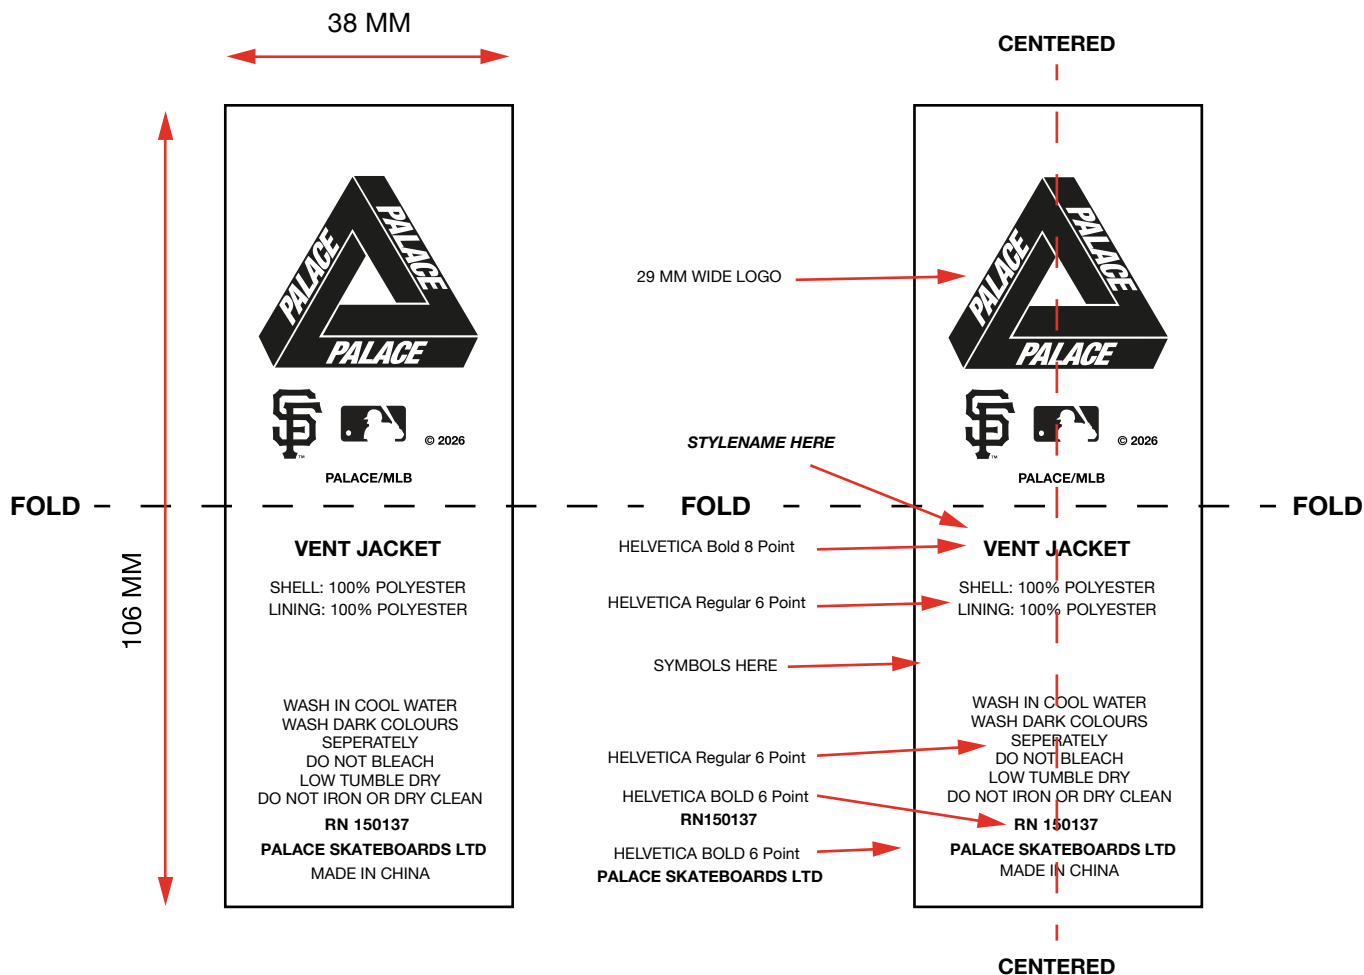 38 MM
CENTERED
106 MM
PALACE
PALACE
PALACE
SF
TM
© 2026
PALACE/MLB
29 MM WIDE LOGO
PALACE
PALACE
PALACE
SF
TM
© 2026
PALACE/MLB
STYLENAME HERE
FOLD
FOLD
FOLD
VENT JACKET
SHELL: 100% POLYESTER
LINING: 100% POLYESTER
WASH IN COOL WATER
WASH DARK COLOURS
SEPERATELY
DO NOT BLEACH
LOW TUMBLE DRY
DO NOT IRON OR DRY CLEAN
RN 150137
PALACE SKATEBOARDS LTD
MADE IN CHINA
HELVETICA Bold 8 Point
HELVETICA Regular 6 Point
SYMBOLS HERE
HELVETICA Regular 6 Point
HELVETICA BOLD 6 Point
RN150137
HELVETICA BOLD 6 Point
PALACE SKATEBOARDS LTD
VENT JACKET
SHELL: 100% POLYESTER
LINING: 100% POLYESTER
WASH IN COOL WATER
WASH DARK COLOURS
SEPERATELY
DO NOT BLEACH
LOW TUMBLE DRY
DO NOT IRON OR DRY CLEAN
RN 150137
PALACE SKATEBOARDS LTD
MADE IN CHINA
CENTERED